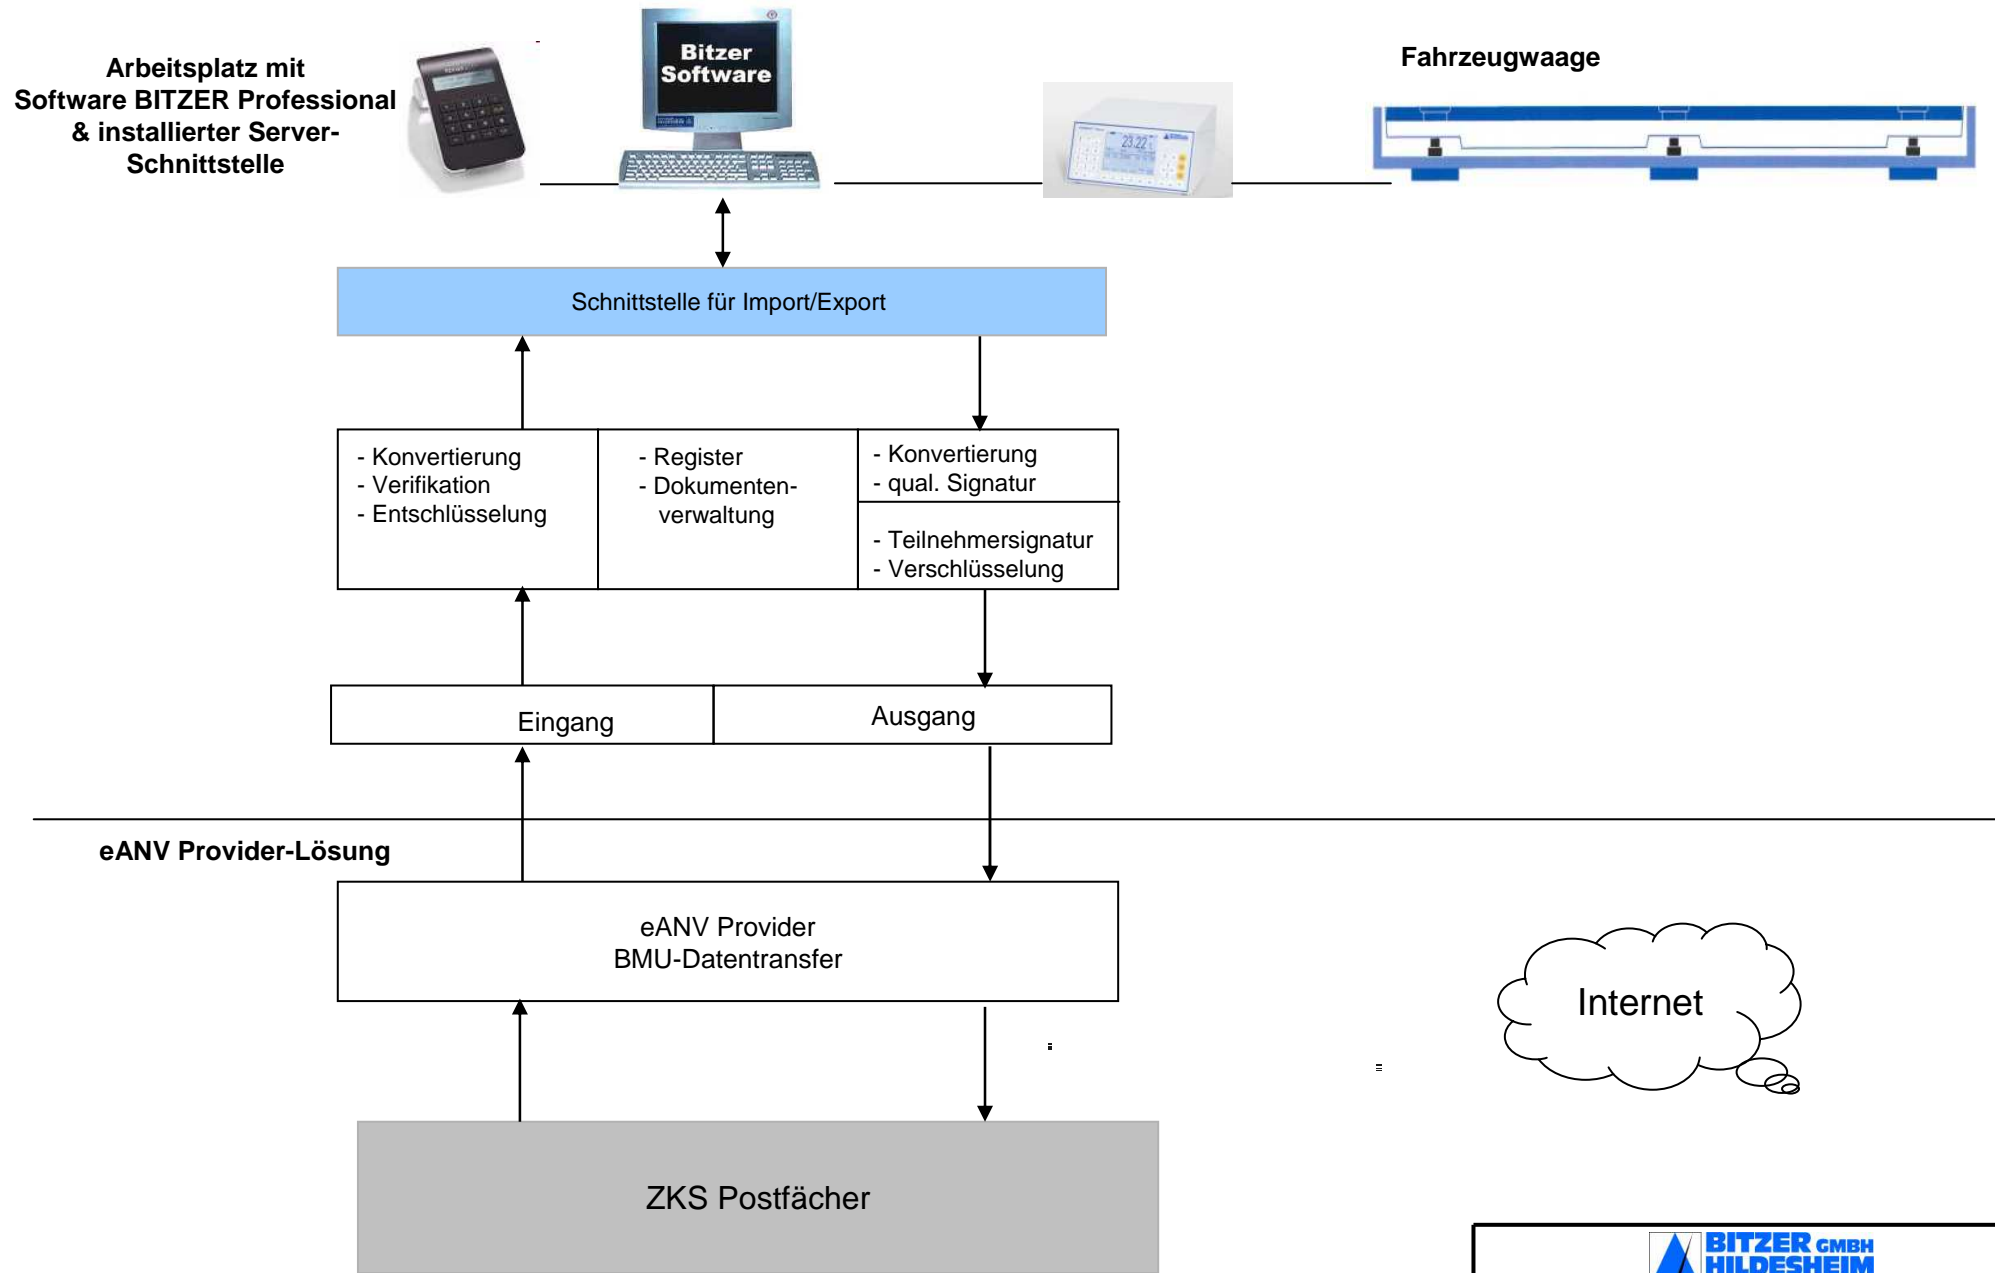 Arbeitsplatz mit
Software BITZER Professional
& installierter Server-
Schnittstelle
Bitzer
Software
23.22
Fahrzeugwaage
Schnittstelle für Import/Export
- Konvertierung
- Verifikation
- Entschlüsselung
- Register
- Dokumenten-
verwaltung
- Konvertierung
- qual. Signatur
- Teilnehmersignatur
- Verschlüsselung
Eingang
Ausgang
eANV Provider-Lösung
eANV Provider
BMU-Datentransfer
Internet
ZKS Postfächer
BITZER GMBH
HILDESHEIM